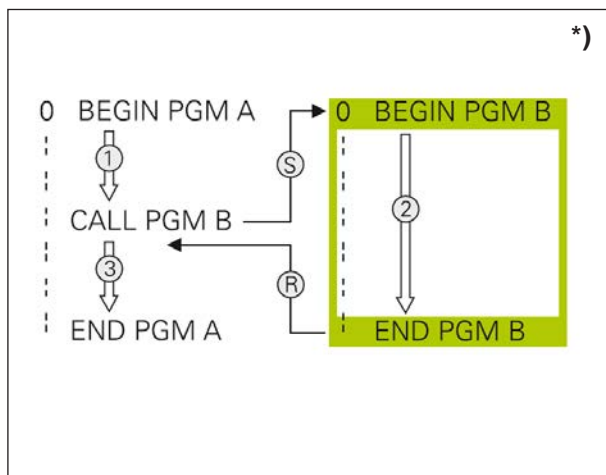 *)
0 BEGIN PGM A
1
CALL PGM B
3
END PGM A
S
R
0 BEGIN PGM B
2
END PGM B